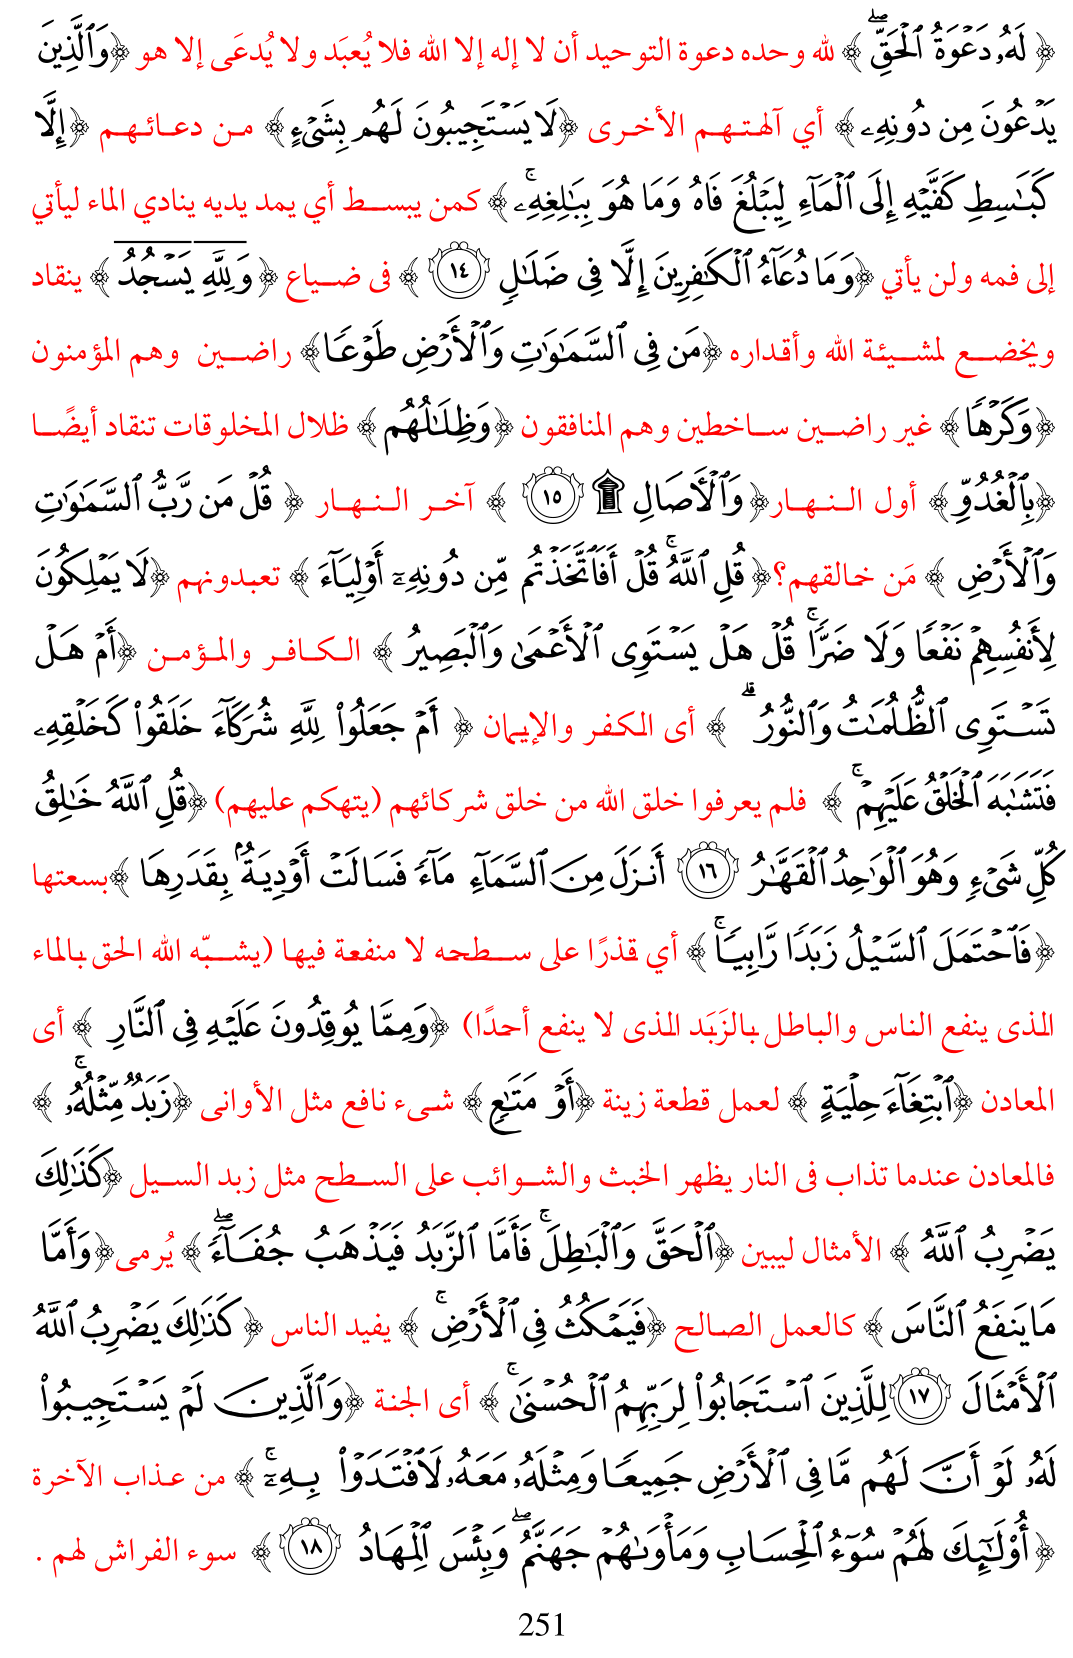 ﴿ لَهُۥ دَعۡوَةُ ٱلۡحَقِّۖ ﴾ لله وحده دعوة التوحيد أن لا إله إلا الله فلا يُعبَد ولا يُدعَى إلا هو ﴿وَٱلَّذِينَ
يَدۡعُونَ مِن دُونِهِۦ ﴾ أي آلهتهم الأخرى ﴿لَا يَسۡتَجِيبُونَ لَهُم بِشَيۡءٍ ﴾ من دعائهم ﴿إِلَّا
كَبَٰسِطِ كَفَّيۡهِ إِلَى ٱلۡمَآءِ لِيَبۡلُغَ فَاهُ وَمَا هُوَ بِبَٰلِغِهِۦۚ ﴾ كمن يبسط أي يمد يديه ينادي الماء ليأتي
إلى فمه ولن يأتي ﴿وَمَا دُعَآءُ ٱلۡكَٰفِرِينَ إِلَّا فِي ضَلَٰلٖ ١٤ ﴾ فى ضياع ﴿وَلِلَّهِۤ يَسۡجُدُۤ ﴾ ينقاد
ويخضع لمشيئة الله وأقداره ﴿مَن فِي ٱلسَّمَٰوَٰتِ وَٱلۡأَرۡضِ طَوۡعٗا﴾ راضين وهم المؤمنون
﴿وَكَرۡهٗا﴾ غير راضين ساخطين وهم المنافقون ﴿وَظِلَٰلُهُم ﴾ ظلال المخلوقات تنقاد أيضًا
﴿بِٱلۡغُدُوِّ ﴾ أول النهار﴿ وَٱلۡأٓصَالِ ۩ ١٥ ﴾ آخر النهار ﴿ قُلۡ مَن رَّبُّ ٱلسَّمَٰوَٰتِ
وَٱلۡأَرۡضِ ﴾ مَن خالقهم؟﴿ قُلِ ٱللَّهُۚ قُلۡ أَفَٱتَّخَذۡتُم مِّن دُونِهِۦٓ أَوۡلِيَآءَ ﴾ تعبدونهم ﴿لَا يَمۡلِكُونَ
لِأَنفُسِهِمۡ نَفۡعٗا وَلَا ضَرّٗاۚ قُلۡ هَلۡ يَسۡتَوِي ٱلۡأَعۡمَىٰ وَٱلۡبَصِيرُ ﴾ الكافر والمؤمن ﴿أَمۡ هَلۡ
تَسۡتَوِي ٱلظُّلُمَٰتُ وَٱلنُّورُۗ ﴾ أى الكفر والإيمان ﴿ أَمۡ جَعَلُواْ لِلَّهِ شُرَكَآءَ خَلَقُواْ كَخَلۡقِهِۦ
فَتَشَٰبَهَ ٱلۡخَلۡقُ عَلَيۡهِمۡۚ ﴾ فلم يعرفوا خلق الله من خلق شركائهم (يتهكم عليهم) ﴿قُلِ ٱللَّهُ خَٰلِقُ
كُلِّ شَيۡءٖ وَهُوَ ٱلۡوَٰحِدُ ٱلۡقَهَّٰرُ ١٦ أَنزَلَ مِنَ ٱلسَّمَآءِ مَآءٗ فَسَالَتۡ أَوۡدِيَةُۢ بِقَدَرِهَا ﴾بسعتها
﴿فَٱحۡتَمَلَ ٱلسَّيۡلُ زَبَدٗا رَّابِيٗاۚ ﴾ أي قذرًا على سطحه لا منفعة فيها (يشبّه الله الحق بالماء
الذى ينفع الناس والباطل بالزَبَد الذى لا ينفع أحدًا) ﴿وَمِمَّا يُوقِدُونَ عَلَيۡهِ فِي ٱلنَّارِ ﴾ أى
المعادن ﴿ٱبۡتِغَآءَ حِلۡيَةٍ ﴾ لعمل قطعة زينة ﴿أَوۡ مَتَٰعٖ ﴾ شىء نافع مثل الأوانى ﴿زَبَدٞ مِّثۡلُهُۥۚ ﴾
فالمعادن عندما تذاب فى النار يظهر الخبث والشوائب على السطح مثل زبد السيل ﴿كَذَٰلِكَ
يَضۡرِبُ ٱللَّهُ ﴾ الأمثال ليبين ﴿ٱلۡحَقَّ وَٱلۡبَٰطِلَۚ فَأَمَّا ٱلزَّبَدُ فَيَذۡهَبُ جُفَآءٗۖ ﴾ يُرمى﴿وَأَمَّا
مَا يَنفَعُ ٱلنَّاسَ ﴾ كالعمل الصالح ﴿فَيَمۡكُثُ فِي ٱلۡأَرۡضِۚ ﴾ يفيد الناس ﴿ كَذَٰلِكَ يَضۡرِبُ ٱللَّهُ
ٱلۡأَمۡثَالَ ١٧ لِلَّذِينَ ٱسۡتَجَابُواْ لِرَبِّهِمُ ٱلۡحُسۡنَىٰۚ ﴾ أى الجنة ﴿وَٱلَّذِينَ لَمۡ يَسۡتَجِيبُواْ
لَهُۥ لَوۡ أَنَّ لَهُم مَّا فِي ٱلۡأَرۡضِ جَمِيعٗا وَمِثۡلَهُۥ مَعَهُۥ لَٱفۡتَدَوۡاْ بِهِۦٓۚ ﴾ من عذاب الآخرة
﴿ أُوْلَٰٓئِكَ لَهُمۡ سُوٓءُ ٱلۡحِسَابِ وَمَأۡوَىٰهُمۡ جَهَنَّمُۖ وَبِئۡسَ ٱلۡمِهَادُ ١٨ ﴾ سوء الفراش لهم .
251